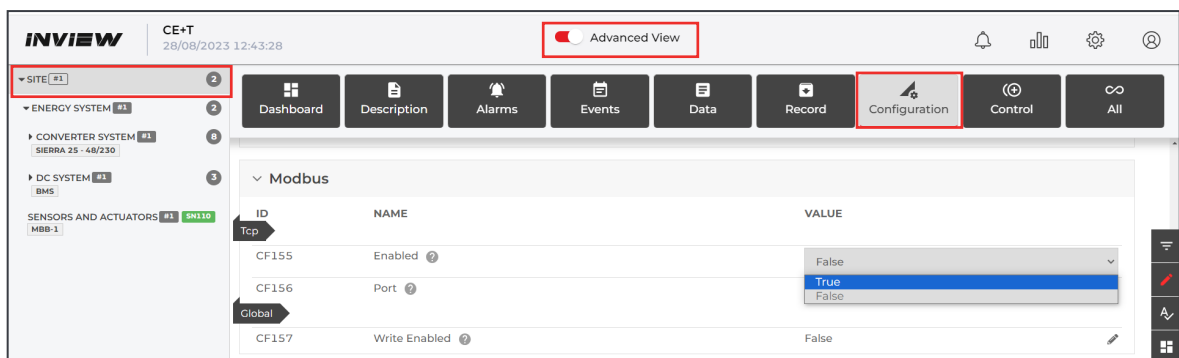 INVIEW
CE+T
28/08/2023 12:43:28
Advanced View
SITE #1 2
ENERGY SYSTEM #1 2
CONVERTER SYSTEM #1 8
SIERRA 25 - 48/230
DC SYSTEM #1 3
BMS
SENSORS AND ACTUATORS #1 SN110
MBB-1
Dashboard Description Alarms Events Data Record Configuration Control All
Modbus
ID NAME VALUE
Tcp
CF155 Enabled ? False
CF156 Port ? True
False
Global
CF157 Write Enabled ? False